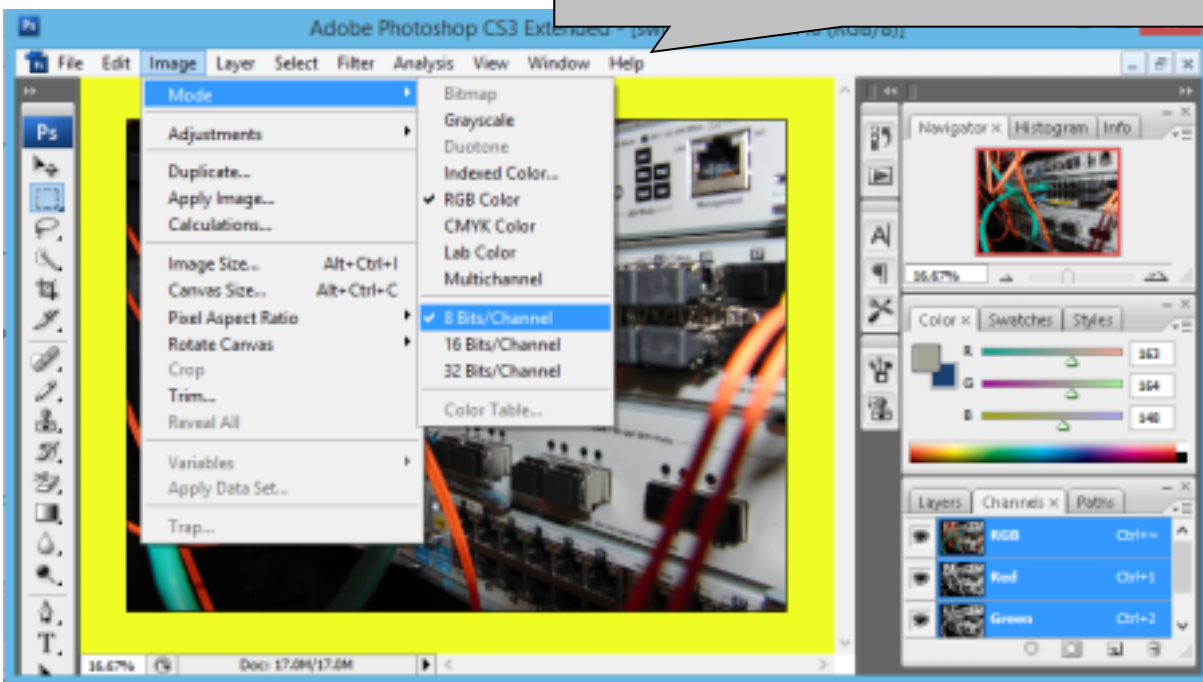 Adobe Photoshop CS3 Extended - [sw
(RGB/8)]
File Edit Image Layer Select Filter Analysis View Window Help
Ps
Mode
Adjustments
Duplicate...
Apply Image...
Calculations...
Image Size... Alt+Ctrl+I
Canvas Size... Alt+Ctrl+C
Pixel Aspect Ratio
Rotate Canvas
Crop
Trim...
Reveal All
Variables
Apply Data Set...
Trap...
Bitmap
Grayscale
Duotone
Indexed Color...
RGB Color
CMYK Color
Lab Color
Multichannel
8 Bits/Channel
16 Bits/Channel
32 Bits/Channel
Color Table...
Management
Navigator Histogram Info
16.67%
Color Swatches Styles
R 163
G 164
B 148
Layers Channels Paths
RGB Ctrl+~
Red Ctrl+1
Green Ctrl+2
16.67% Doc: 17.0M/17.0M